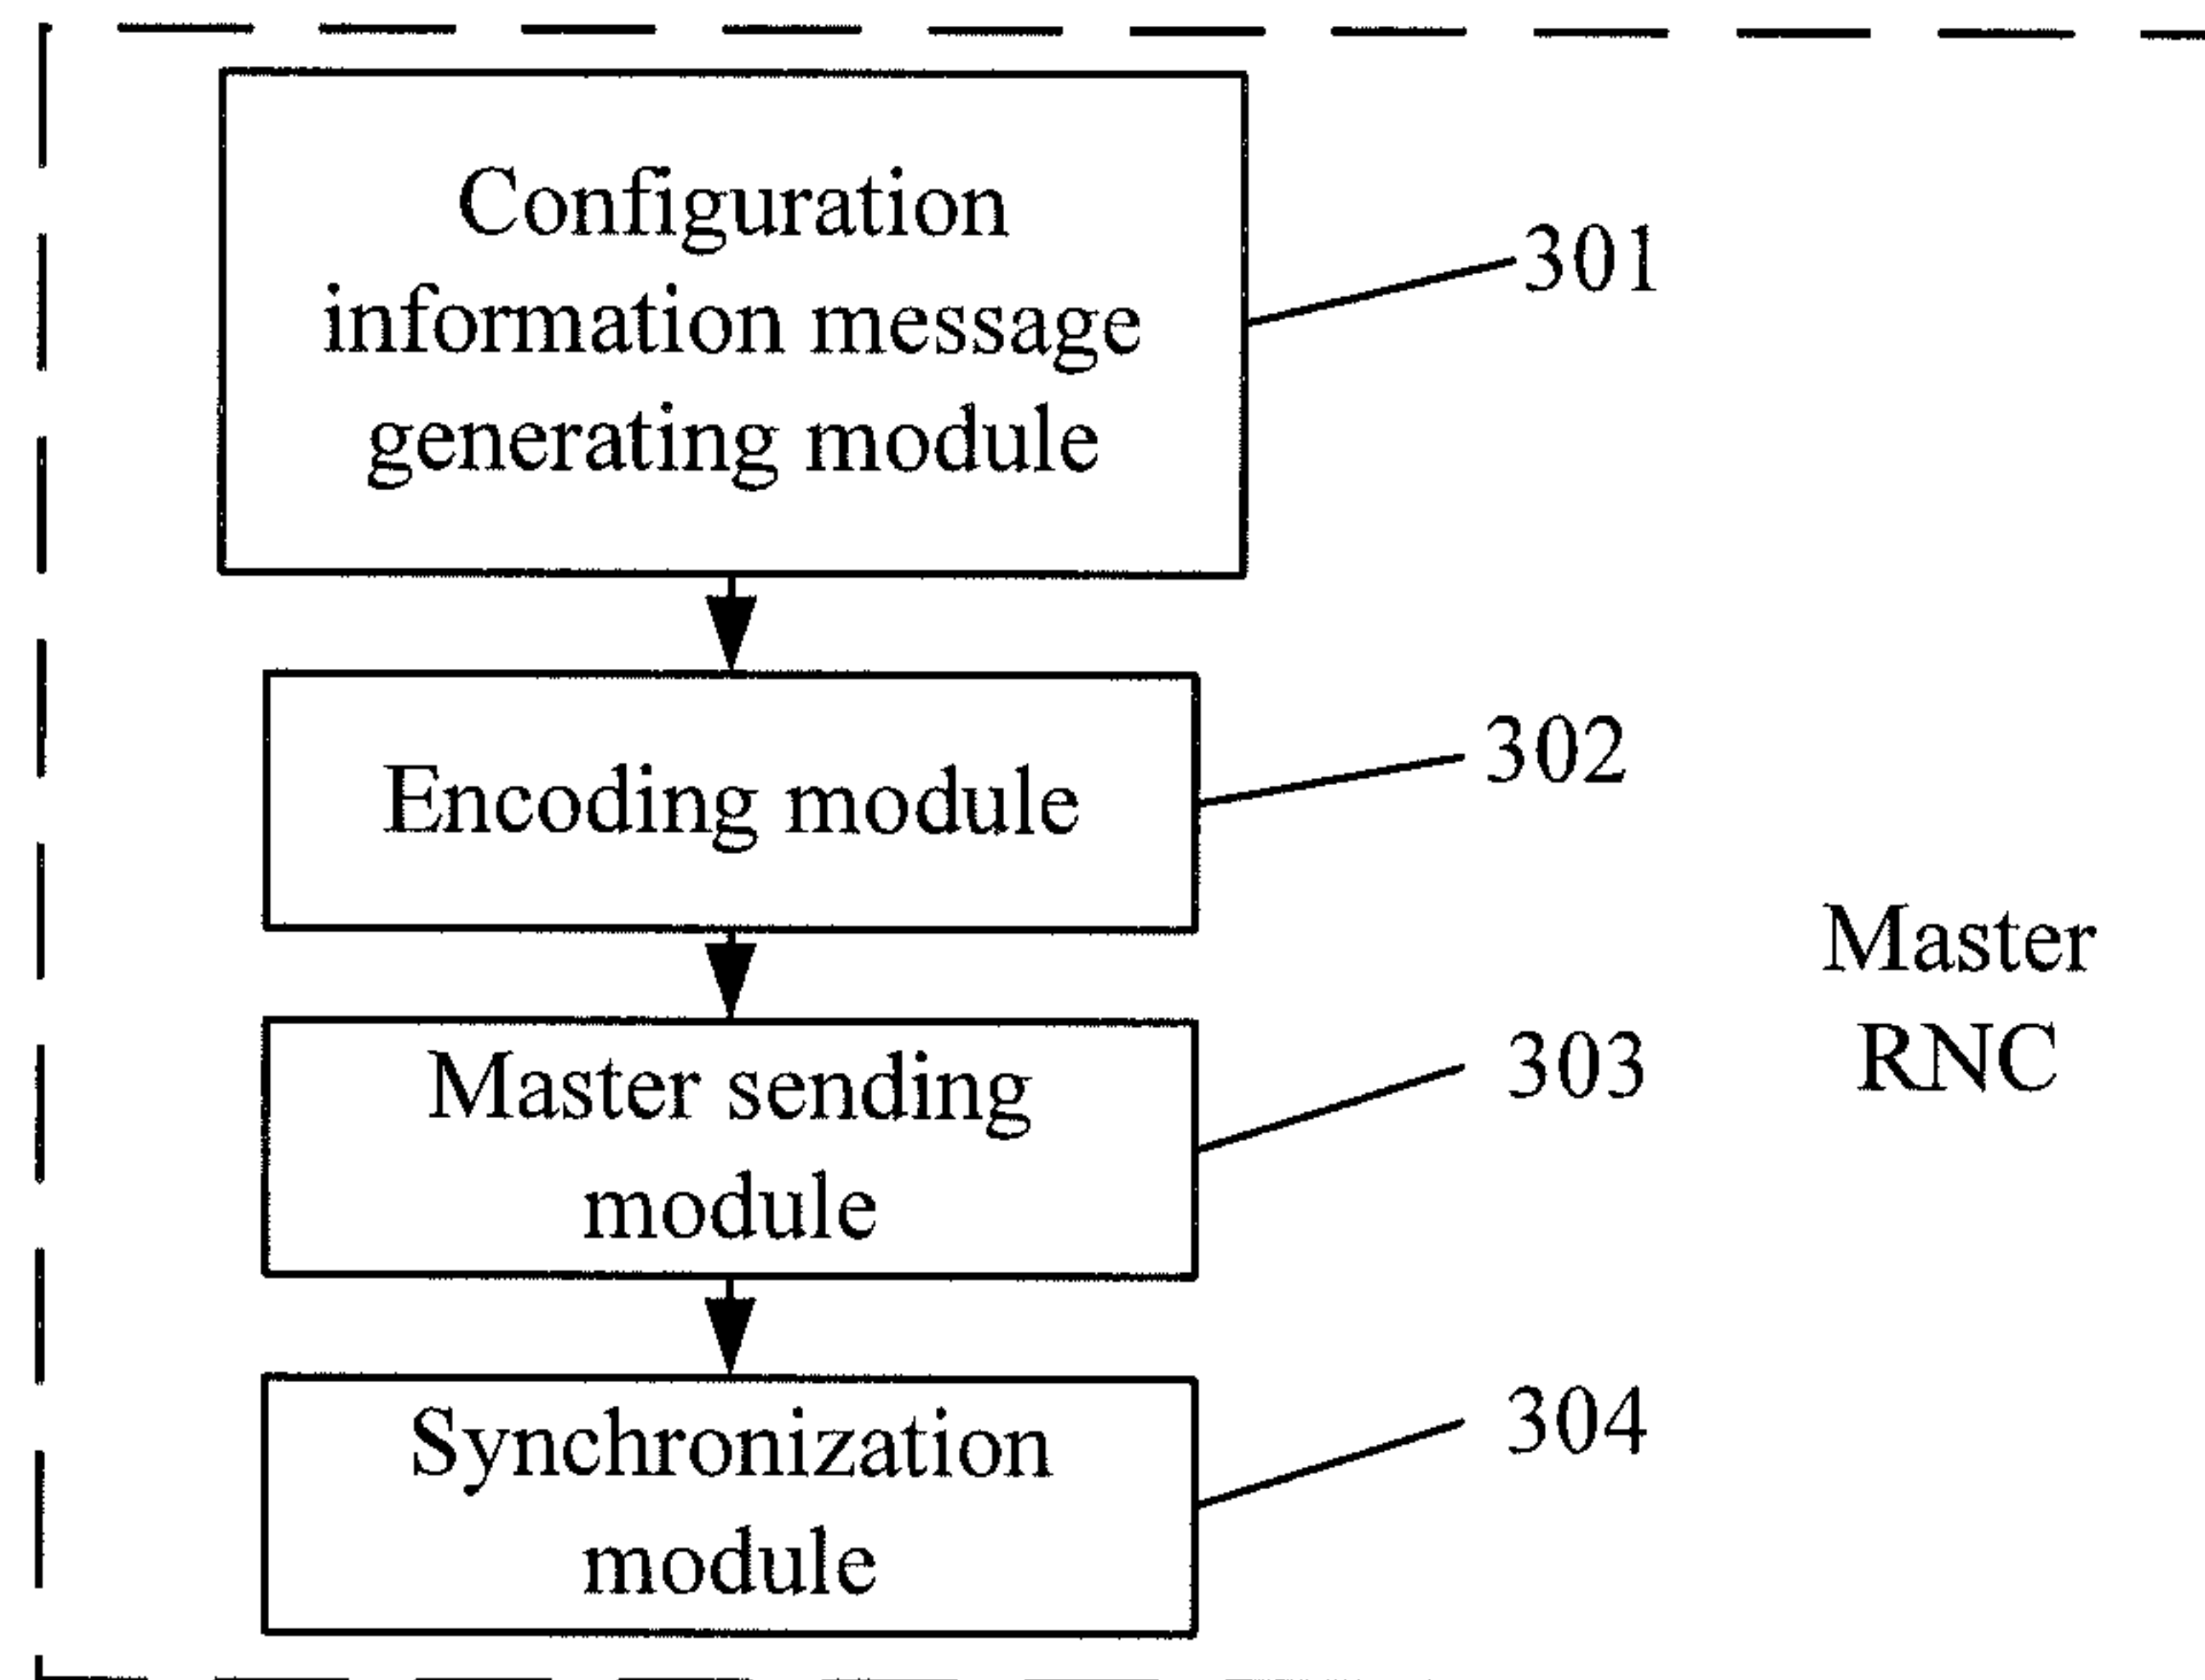 Configuration
information message
generating module
301
Encoding module
302
Master
RNC
Master sending
module
303
Synchronization
module
304